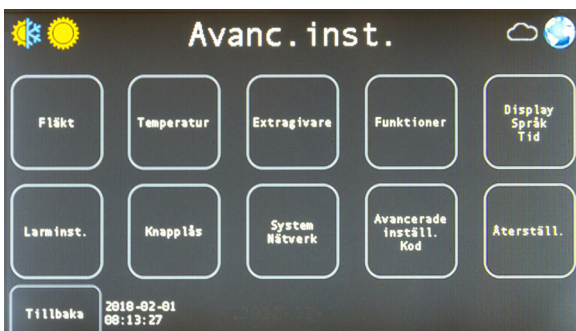 Avanc.inst.
Fläkt
Temperatur
Extragivare
Funktioner
Display
Språk
Tid
Larminst.
Knapplås
System
Nätverk
Avancerade
inställ.
Kod
Återställ.
Tillbaka
2018-02-01
08:13:27